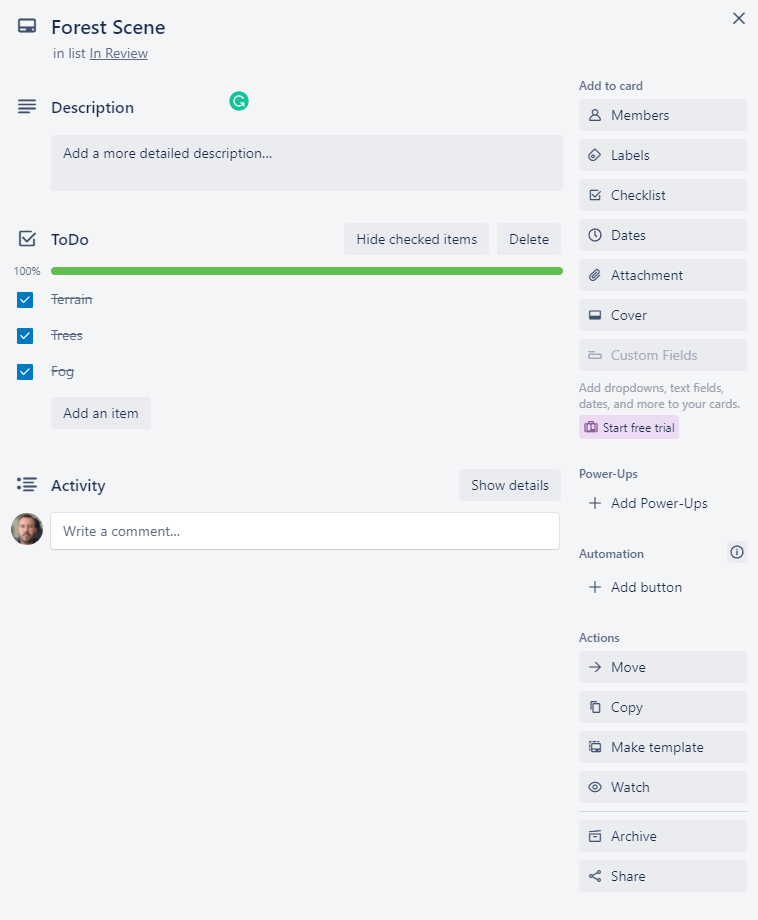 Forest Scene
in list In Review
Description
Add a more detailed description...
ToDo
Hide checked items
Delete
100%
Terrain
Trees
Fog
Add an item
Activity
Show details
Write a comment...
Add to card
Members
Labels
Checklist
Dates
Attachment
Cover
Custom Fields
Add dropdowns, text fields,
dates, and more to your cards.
Start free trial
Power-Ups
Add Power-Ups
Automation
Add button
Actions
Move
Copy
Make template
Watch
Archive
Share